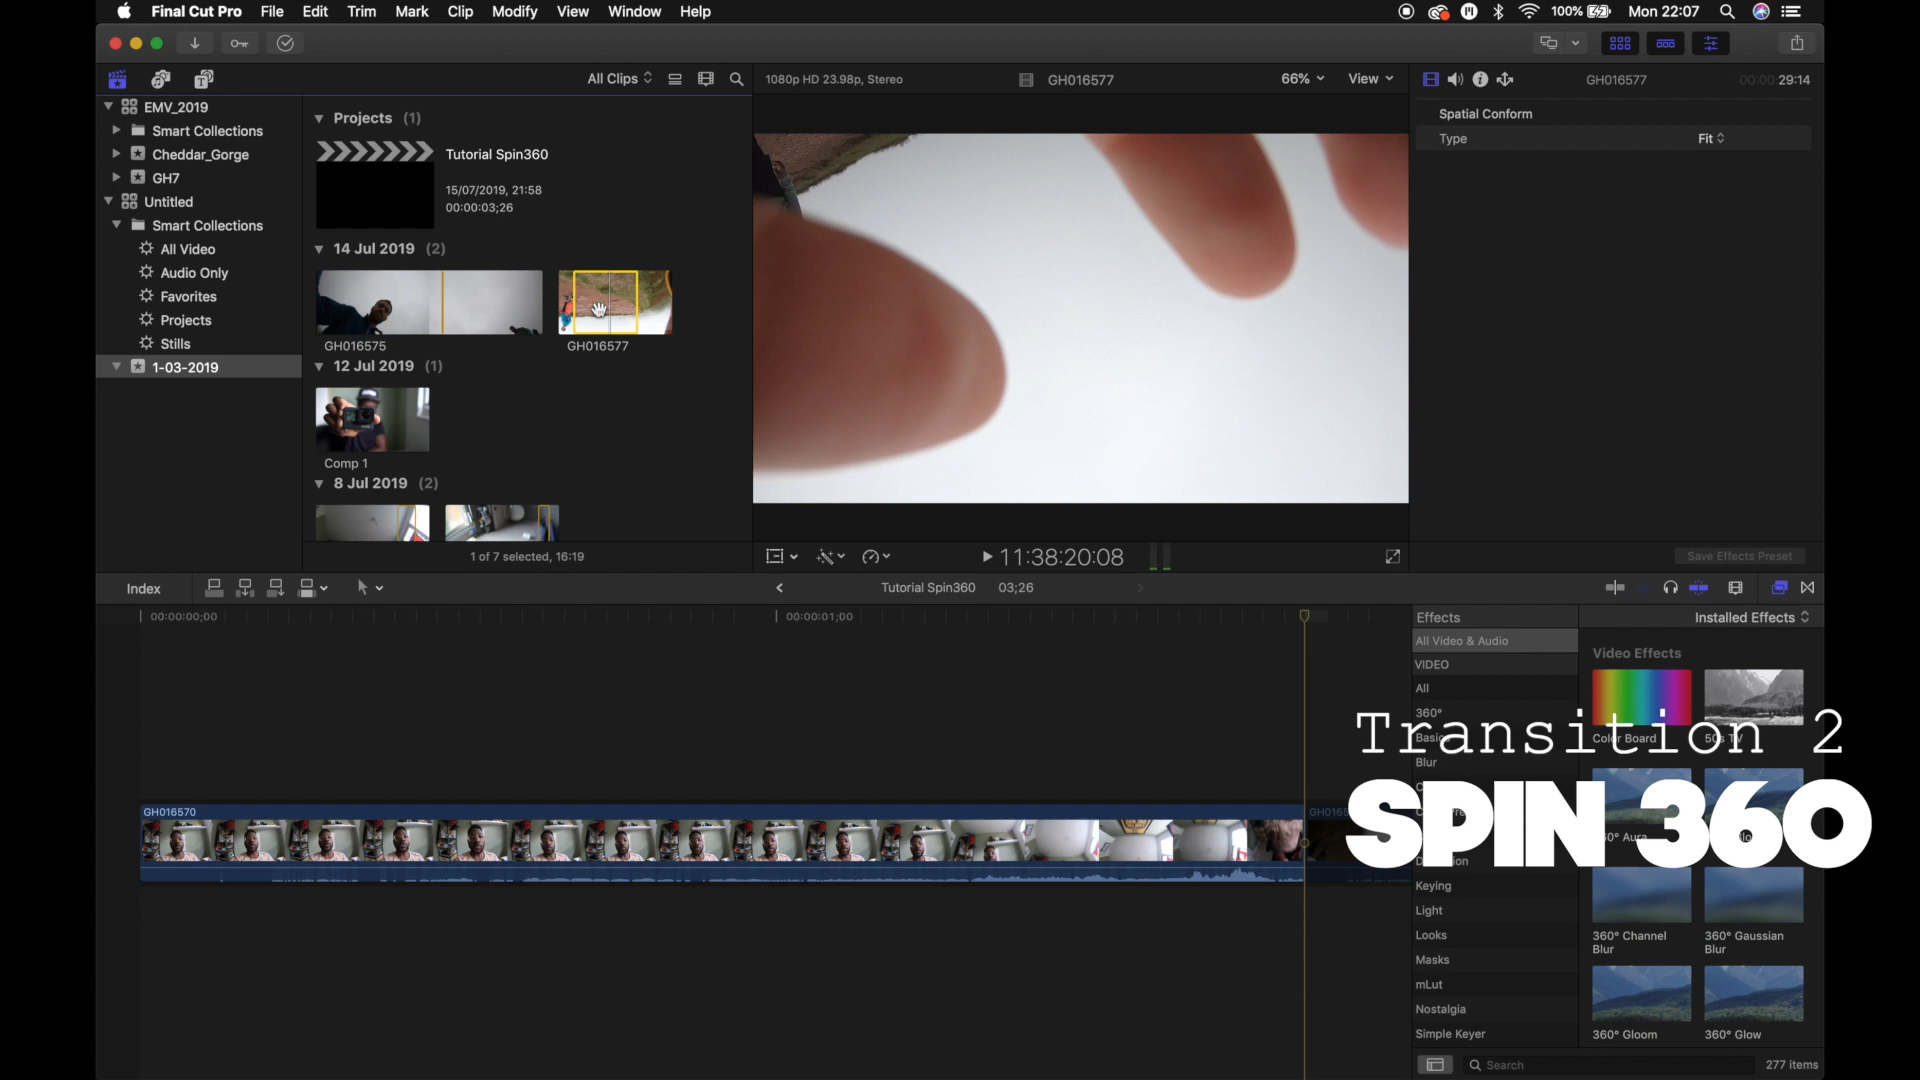 Final Cut Pro File Edit Trim Mark Clip Modify View Window Help
100% Mon 22:07
All Clips
1080p HD 23.98p, Stereo
GH016577
66%
View
GH016577
00:00:29:14
EMV_2019
Smart Collections
Cheddar_Gorge
GH7
Untitled
Smart Collections
All Video
Audio Only
Favorites
Projects
Stills
1-03-2019
Projects (1)
Tutorial Spin360
15/07/2019, 21:58
00:00:03;26
14 Jul 2019 (2)
GH016575
GH016577
12 Jul 2019 (1)
Comp 1
8 Jul 2019 (2)
1 of 7 selected, 16:19
11:38:20:08
Spatial Conform
Type
Fit
Save Effects Preset
Index
Tutorial Spin360
03;26
00:00:00;00
00:00:01;00
GH016570
Effects
Installed Effects
All Video & Audio
VIDEO
All
360°
Basics
Blur
Keying
Light
Looks
Masks
mLut
Nostalgia
Simple Keyer
Video Effects
Color Board
50s TV
Transition 2
SPIN 360
360° Channel
Blur
360° Gaussian
Blur
360° Gloom
360° Glow
Search
277 items